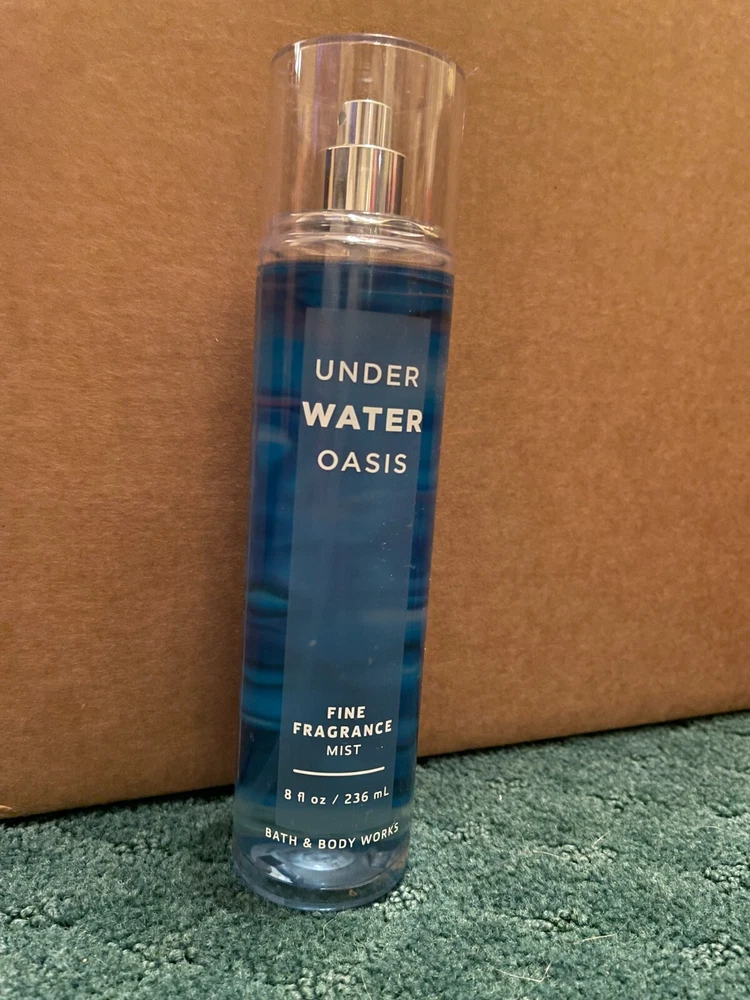 UNDER
WATER
OASIS
FINE
FRAGRANCE
MIST
8 fl oz / 236 mL
BATH & BODY WORKS